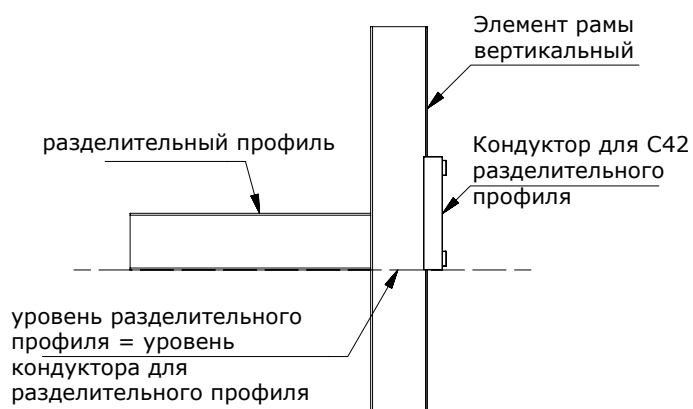 Элемент рамы
вертикальный
разделительный профиль
Кондуктор для С42
разделительного
профиля
уровень разделительного
профиля = уровень
кондуктора для
разделительного профиля